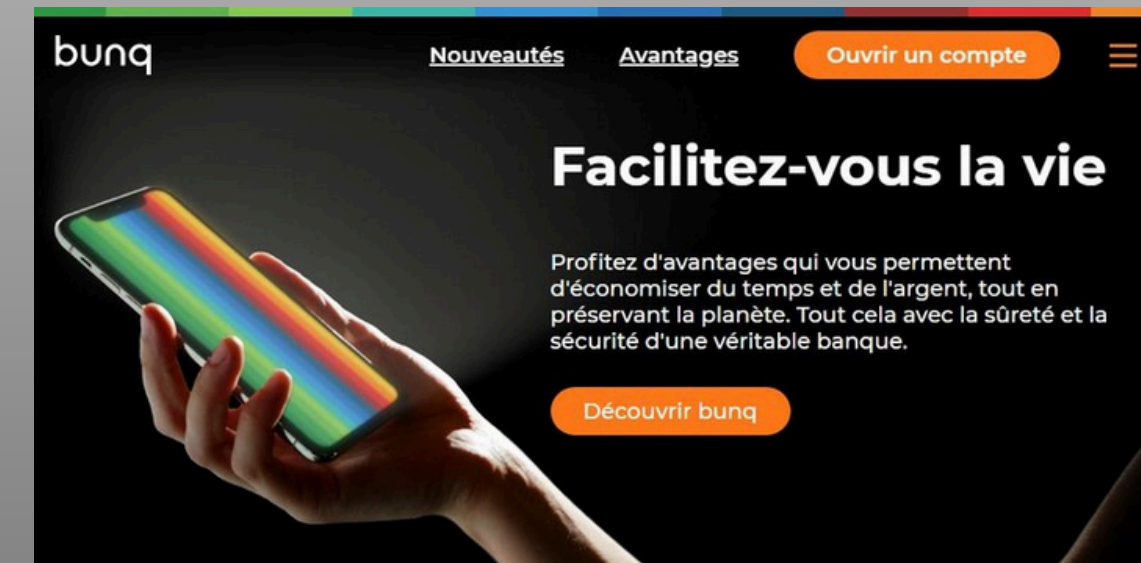 bunq
Nouveautés
Avantages
Ouvrir un compte
Facilitez-vous la vie
Profitez d'avantages qui vous permettent
d'économiser du temps et de l'argent, tout en
préservant la planète. Tout cela avec la sûreté et la
sécurité d'une véritable banque.
Découvrir bunq